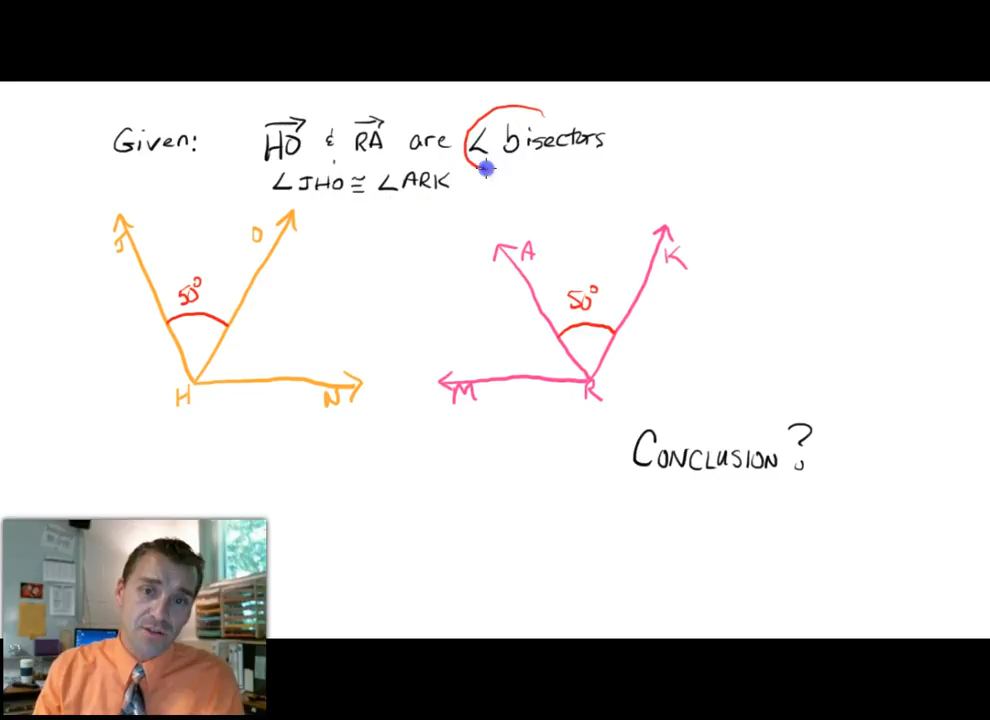 Given: HO & RA are ∠ bisectors
∠JHO ≅ ∠ARK
J O A K
50° 50°
H N M R
CONCLUSION?